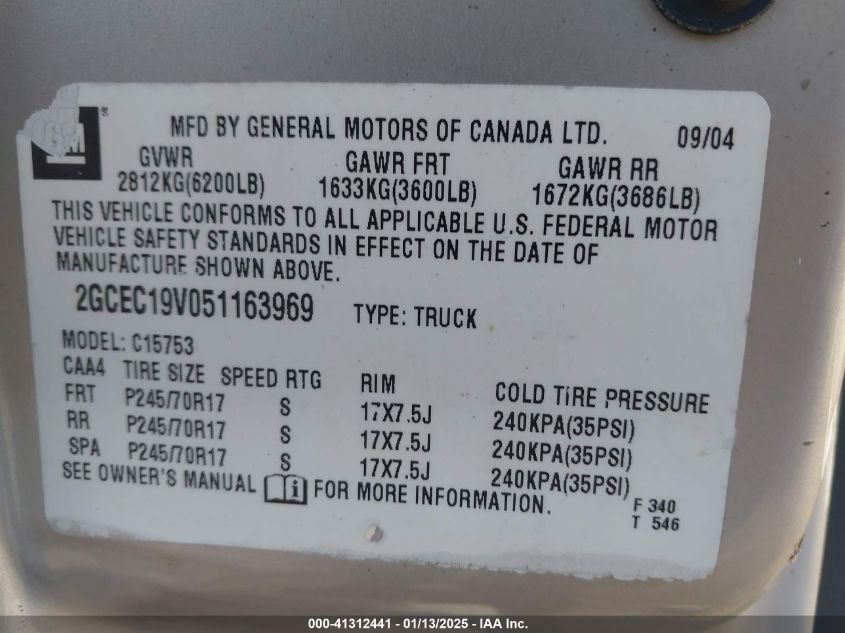 GM ®
MFD BY GENERAL MOTORS OF CANADA LTD. 09/04
GVWR GAWR FRT GAWR RR
2812KG(6200LB) 1633KG(3600LB) 1672KG(3686LB)
THIS VEHICLE CONFORMS TO ALL APPLICABLE U.S. FEDERAL MOTOR
VEHICLE SAFETY STANDARDS IN EFFECT ON THE DATE OF
MANUFACTURE SHOWN ABOVE.
2GCEC19V051163969 TYPE: TRUCK
MODEL: C15753
CAA4 TIRE SIZE SPEED RTG RIM COLD TIRE PRESSURE
FRT P245/70R17 S 17X7.5J 240KPA(35PSI)
RR P245/70R17 S 17X7.5J 240KPA(35PSI)
SPA P245/70R17 S 17X7.5J 240KPA(35PSI)
SEE OWNER'S MANUAL i FOR MORE INFORMATION.
F 340
T 546
000-41312441 - 01/13/2025 - IAA Inc.